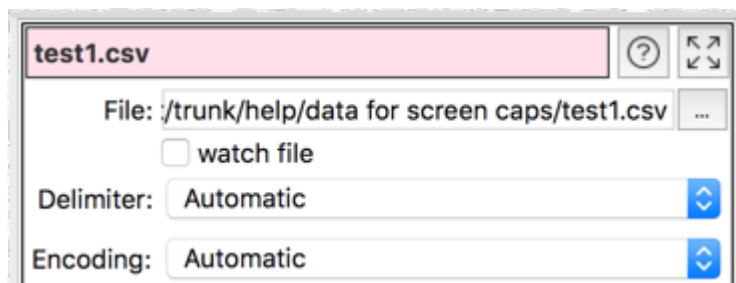 test1.csv ?
File: :/trunk/help/data for screen caps/test1.csv ...
watch file
Delimiter: Automatic
Encoding: Automatic